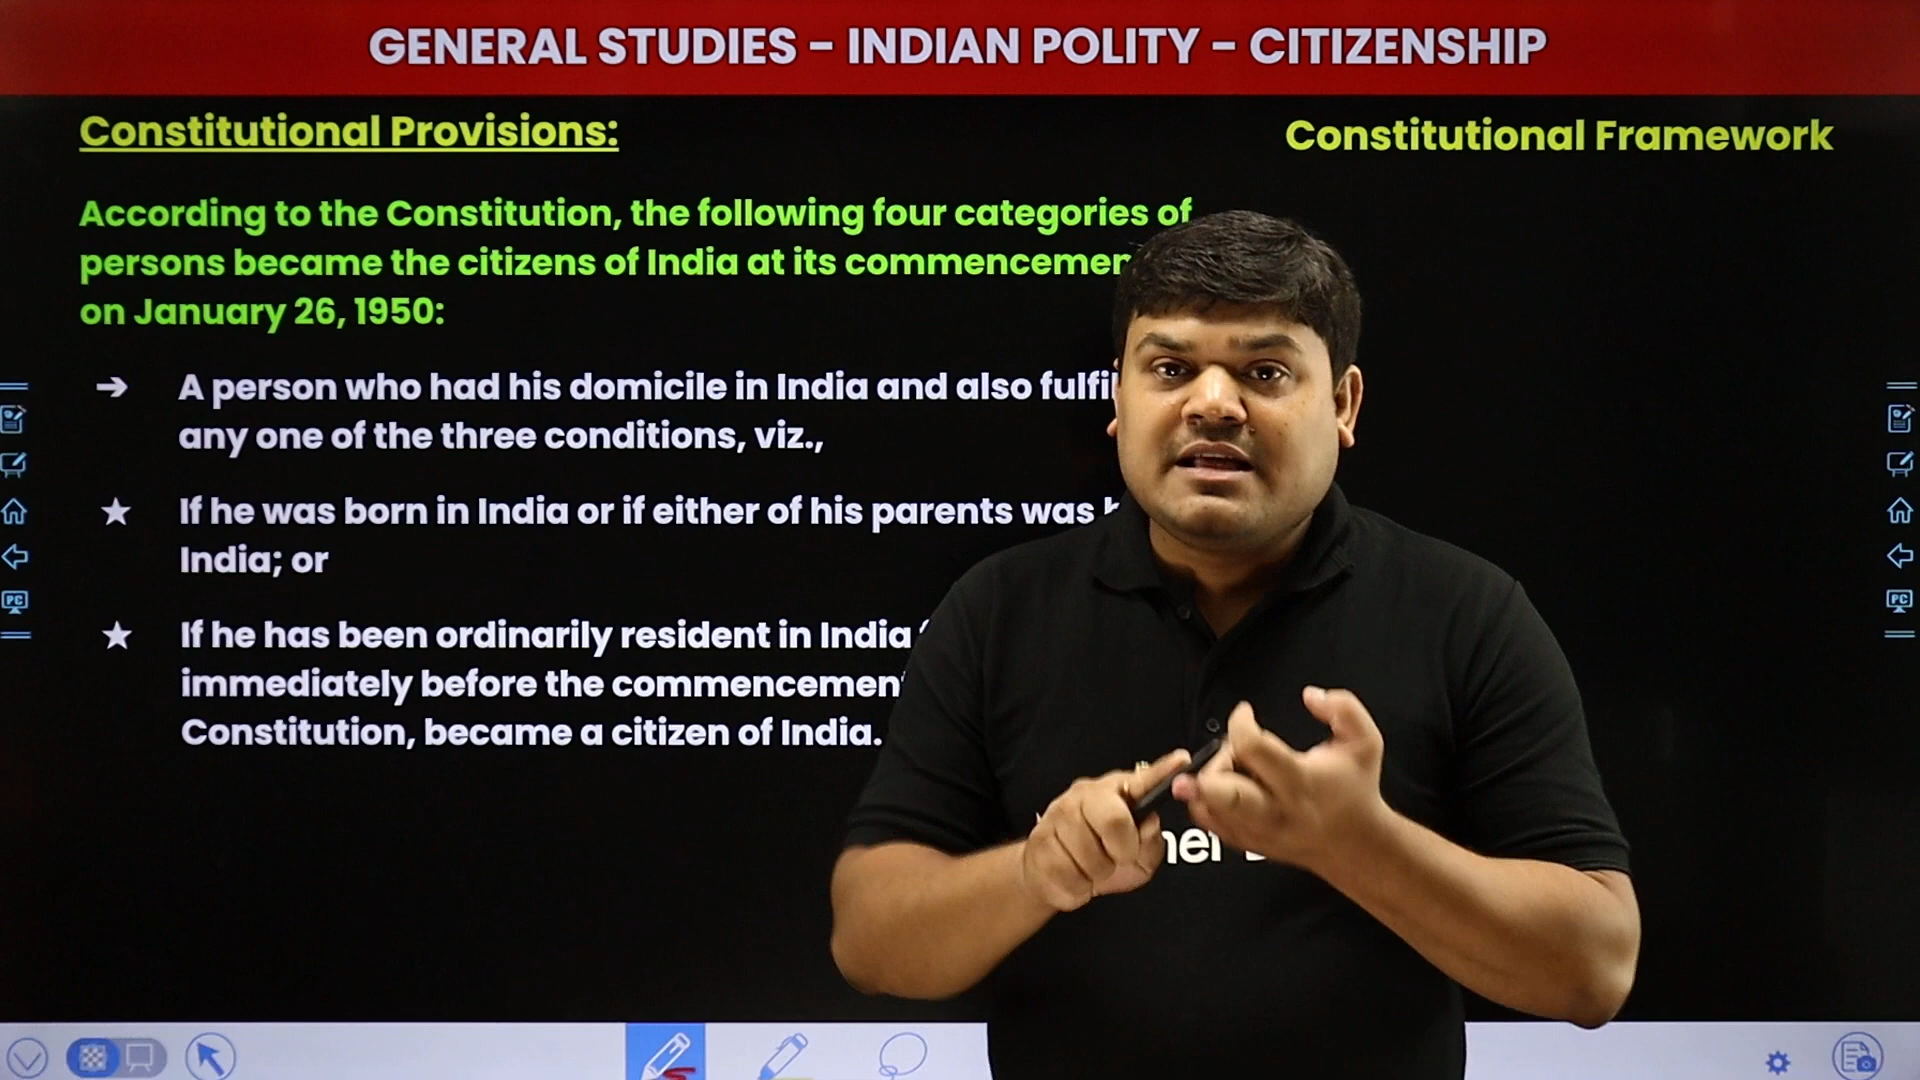 GENERAL STUDIES - INDIAN POLITY - CITIZENSHIP
Constitutional Provisions:
Constitutional Framework
According to the Constitution, the following four categories of
persons became the citizens of India at its
on January 26, 1950:
➔ A person who had his domicile in India and also
any one of the three conditions, viz.,
★ If he was born in India or if either of his parents was
India; or
★ If he has been ordinarily resident in India
immediately before the
Constitution, became a citizen of India.
PC
PC